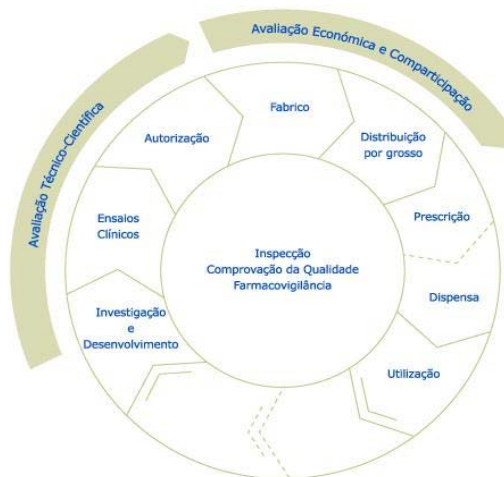 Avaliação Técnico-Científica
Avaliação Económica e Comparticipação
Investigação
e
Desenvolvimento
Ensaios
Clínicos
Autorização
Fabrico
Distribuição
por grosso
Prescrição
Dispensa
Utilização
Inspecção
Comprovação da Qualidade
Farmacovigilância